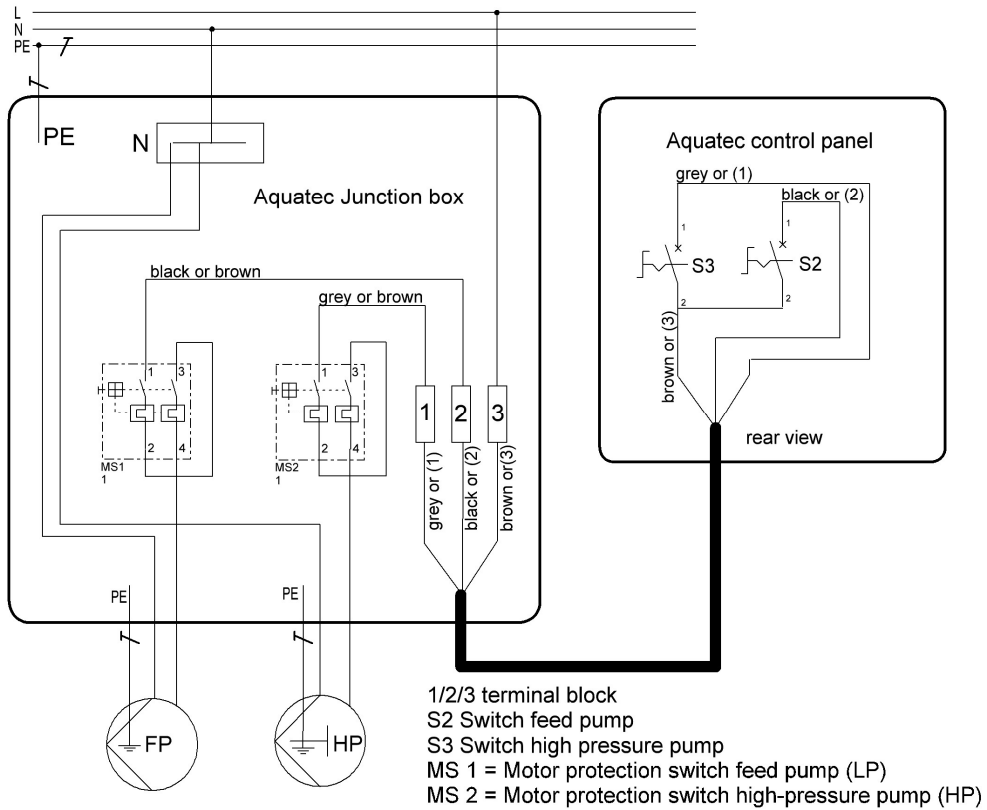 L
N
PE
PE
N
Aquatec Junction box
black or brown
grey or brown
1
3
1
3
2
4
2
4
MS1
1
MS2
1
1
2
3
grey or (1)
black or (2)
brown or(3)
PE
PE
FP
HP
Aquatec control panel
grey or (1)
black or (2)
1
1
S3
S2
2
2
brown or (3)
rear view
1/2/3 terminal block
S2 Switch feed pump
S3 Switch high pressure pump
MS 1 = Motor protection switch feed pump (LP)
MS 2 = Motor protection switch high-pressure pump (HP)